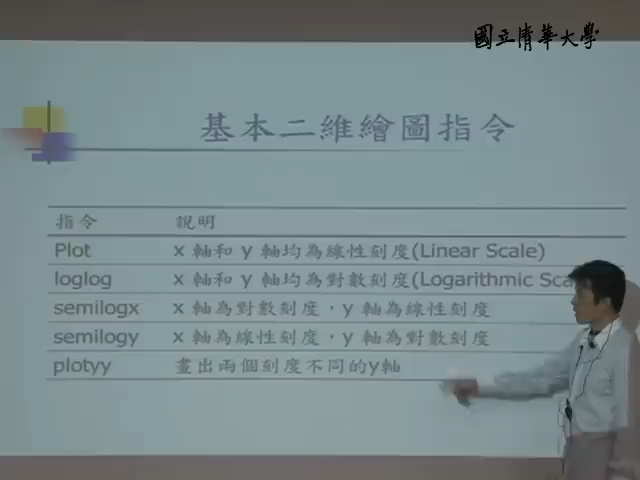 國立清華大學
基本二維繪圖指令
指令 說明
Plot x 軸和 y 軸均為線性刻度(Linear Scale)
loglog x 軸和 y 軸均為對數刻度(Logarithmic Sca
semilogx x 軸為對數刻度，y 軸為線性刻度
semilogy x 軸為線性刻度，y 軸為對數刻度
plotyy 畫出兩個刻度不同的y軸